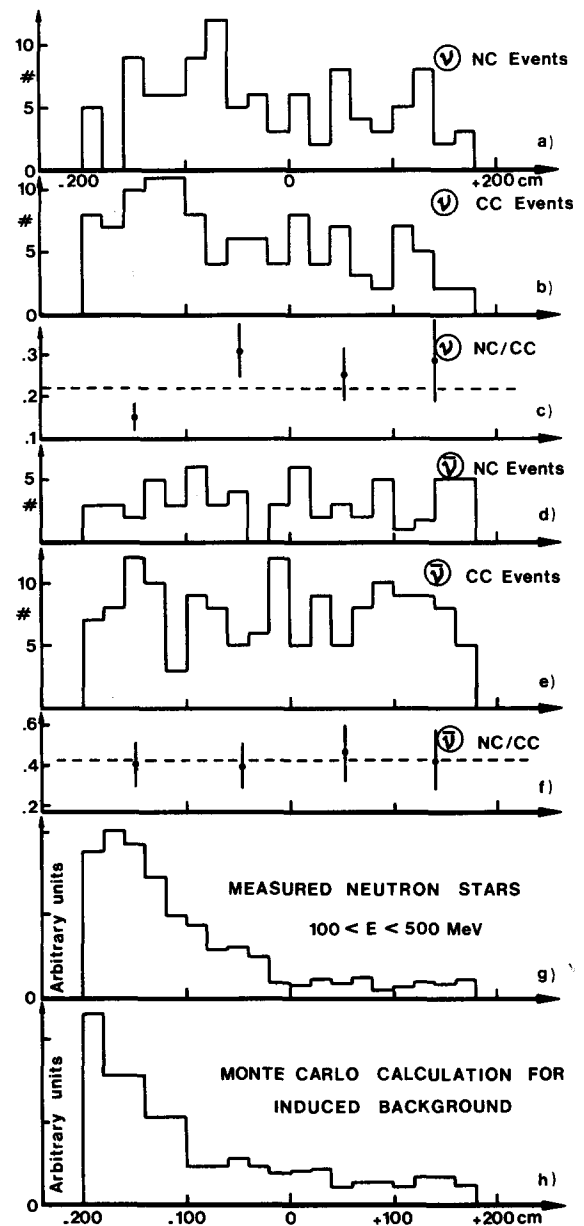 10
5
0
#
ν NC Events
a)
-200 0 +200 cm
10
5
0
#
ν CC Events
b)
.3
.2
.1
ν NC/CC
c)
5
#
ν̄ NC Events
d)
10
5
#
ν̄ CC Events
e)
.6
.4
.2
ν̄ NC/CC
f)
Arbitrary units
0
MEASURED NEUTRON STARS
100 < E < 500 MeV
g)
Arbitrary units
0
MONTE CARLO CALCULATION FOR
INDUCED BACKGROUND
h)
-200 -100 0 +100 +200cm